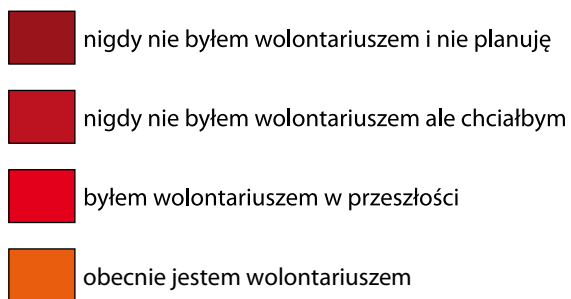 nigdy nie byłem wolontariuszem i nie planuję
nigdy nie byłem wolontariuszem ale chciałbym
byłem wolontariuszem w przeszłości
obecnie jestem wolontariuszem